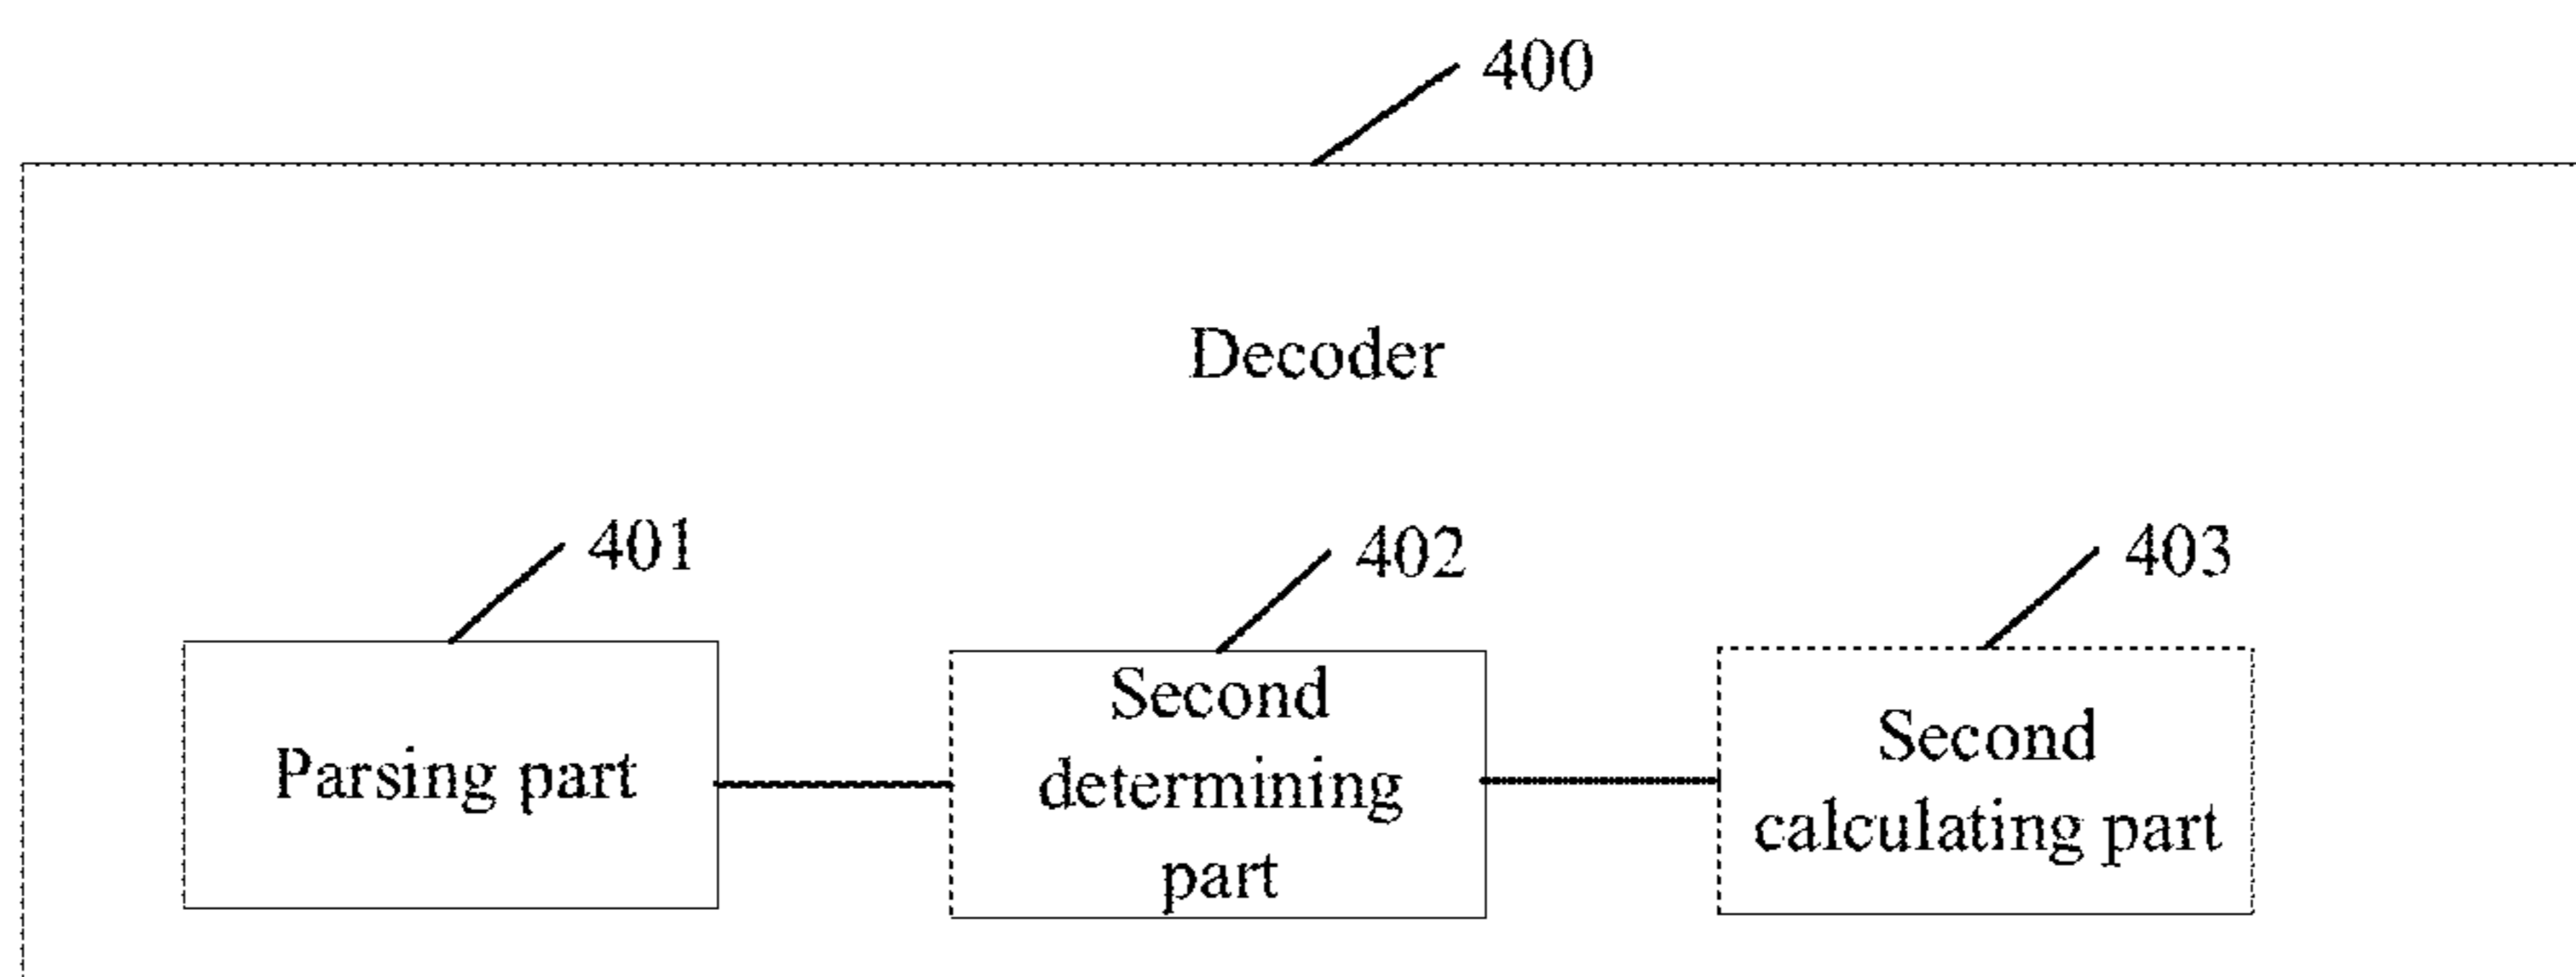 400
Decoder
401
402
403
Parsing part
Second
determining
part
Second
calculating part